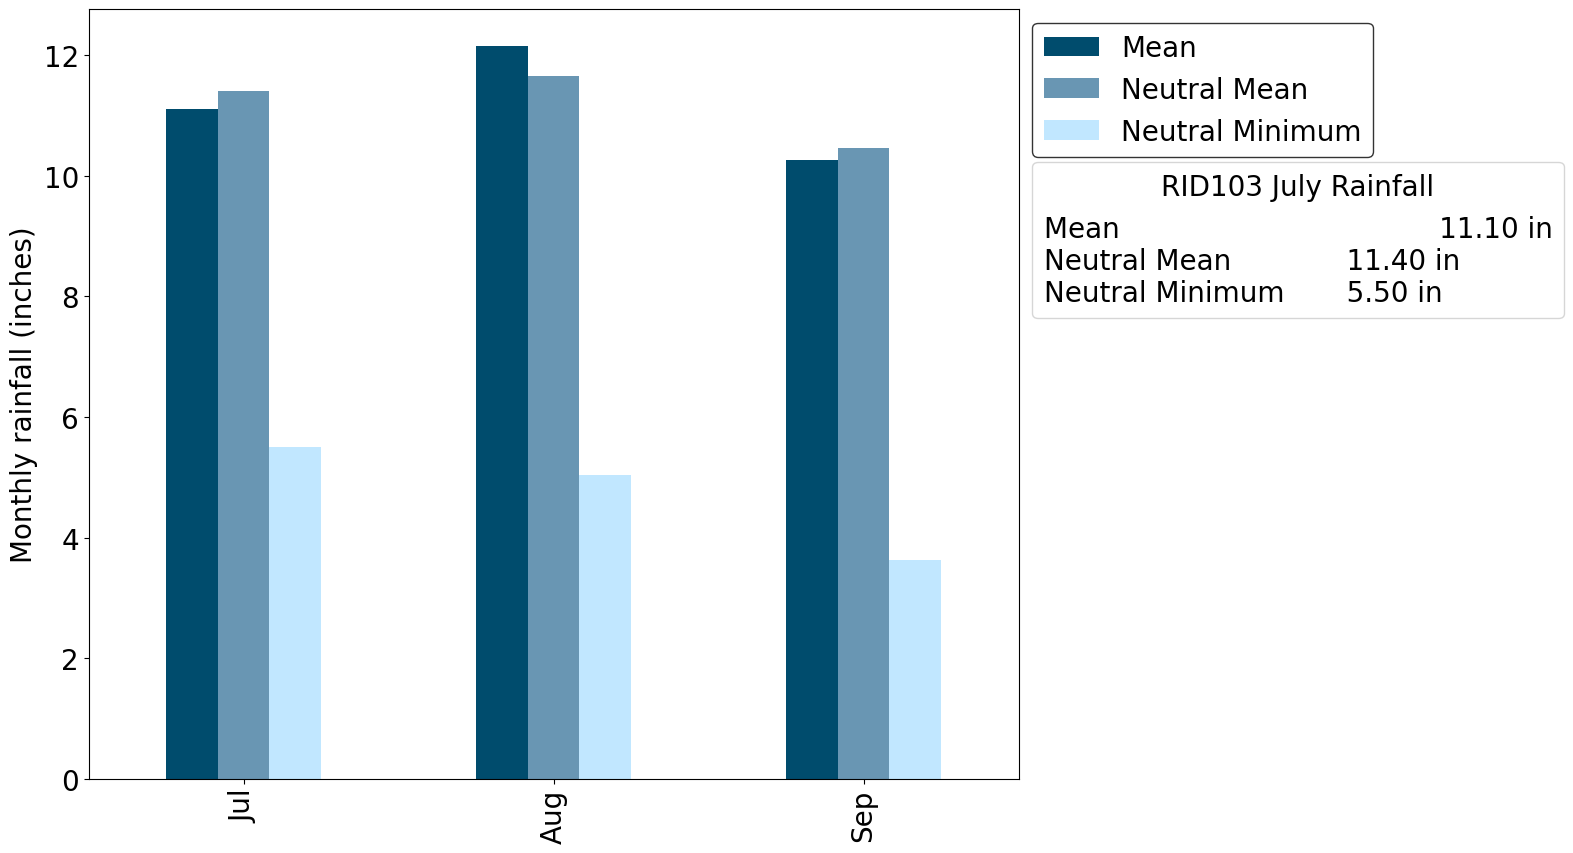 Monthly rainfall (inches)
12
10
8
6
4
2
0
Jul
Aug
Sep
Mean
Neutral Mean
Neutral Minimum
RID103 July Rainfall
Mean 11.10 in
Neutral Mean 11.40 in
Neutral Minimum 5.50 in